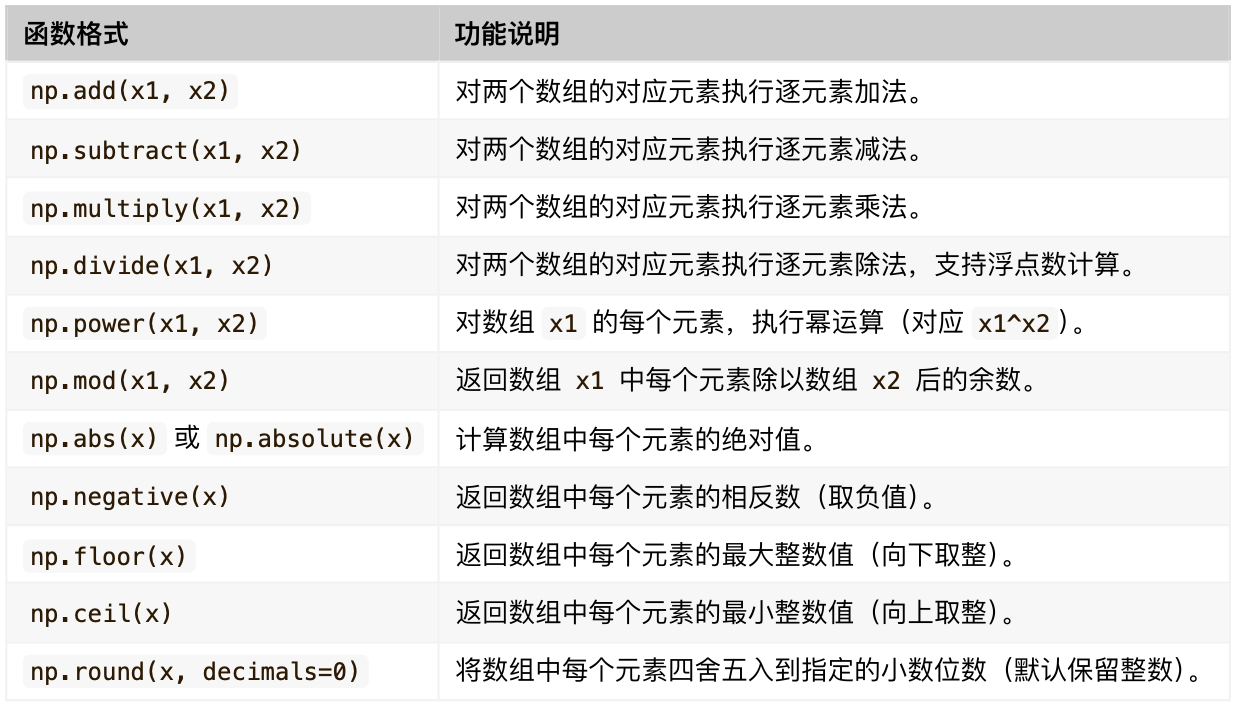 函数格式 功能说明
np.add(x1, x2) 对两个数组的对应元素执行逐元素加法。
np.subtract(x1, x2) 对两个数组的对应元素执行逐元素减法。
np.multiply(x1, x2) 对两个数组的对应元素执行逐元素乘法。
np.divide(x1, x2) 对两个数组的对应元素执行逐元素除法，支持浮点数计算。
np.power(x1, x2) 对数组 x1 的每个元素，执行幂运算（对应 x1^x2）。
np.mod(x1, x2) 返回数组 x1 中每个元素除以数组 x2 后的余数。
np.abs(x) 或 np.absolute(x) 计算数组中每个元素的绝对值。
np.negative(x) 返回数组中每个元素的相反数（取负值）。
np.floor(x) 返回数组中每个元素的最大整数值（向下取整）。
np.ceil(x) 返回数组中每个元素的最小整数值（向上取整）。
np.round(x, decimals=0) 将数组中每个元素四舍五入到指定的小数位数（默认保留整数）。